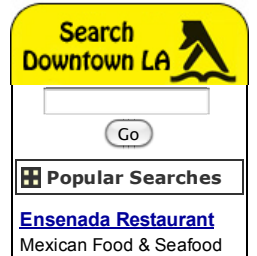 Search
Downtown LA
Go
Popular Searches
Ensenada Restaurant
Mexican Food & Seafood